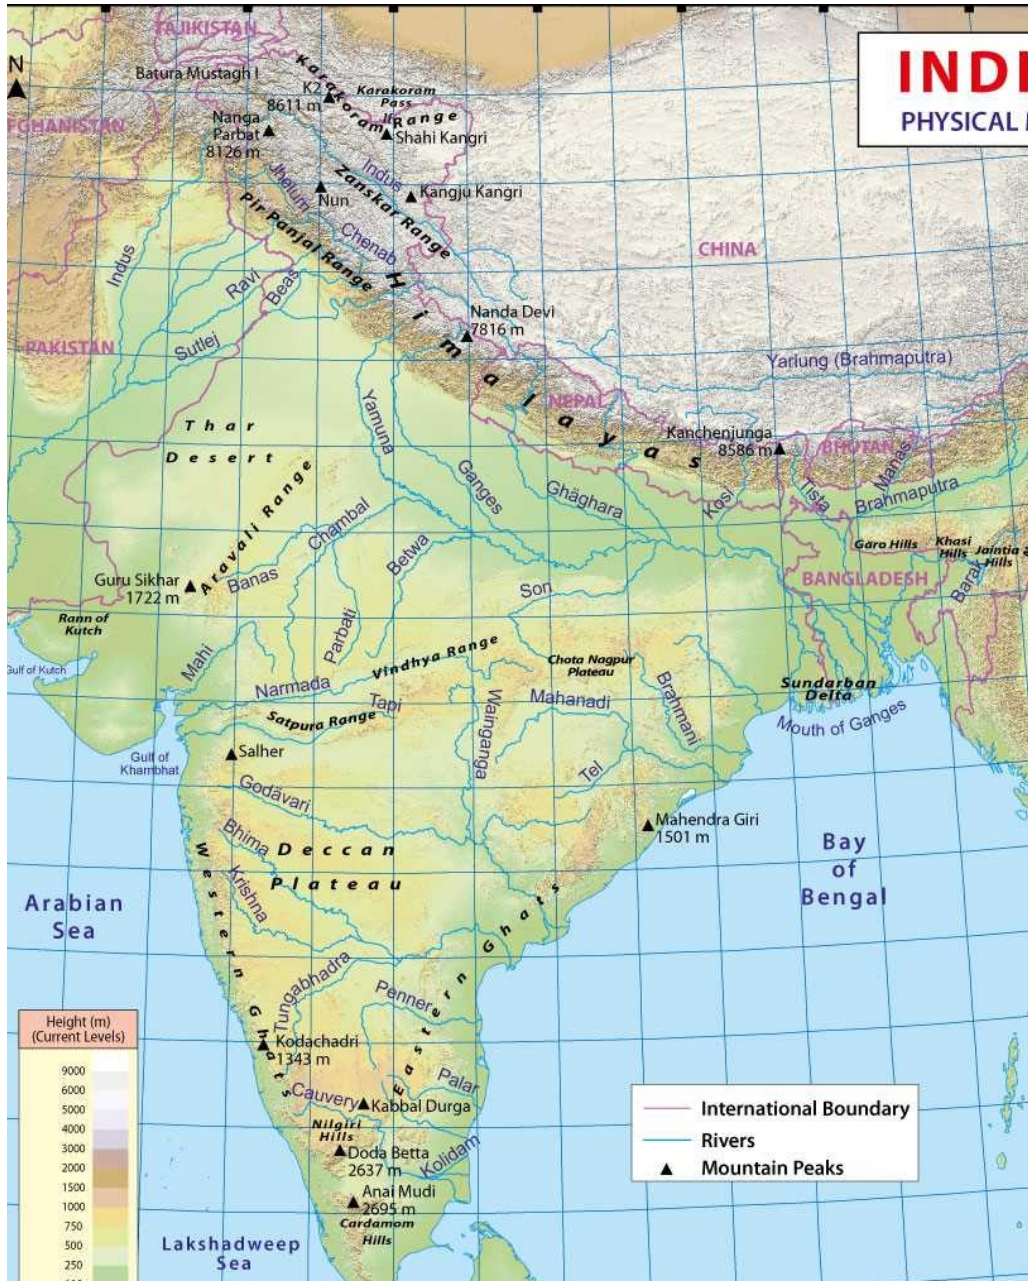 INDI
PHYSICAL
N
TAJIKISTAN
Batura Mustagh I
K2
8611 m
Karakoram Range
Karakoram
Pass
Nanga
Parbat
8126 m
Shahi Kangri
FGHANISTAN
Indus
Jhelum
Nun
Zanskar Range
Kangju Kangri
Pir Panjal Range
Chenab
CHINA
Indus
Ravi
Beas
Himalayas
Nanda Devi
7816 m
PAKISTAN
Sutlej
Yarlung (Brahmaputra)
NEPAL
Yamuna
Thar
Desert
Kanchenjunga
8586 m
BHUTAN
Manas
Ganges
Ghäghara
Kosi
Tista
Brahmaputra
Aravali Range
Chambal
Betwa
Garo Hills
Khasi
Hills
Jaintia
Hills
Guru Sikhar
1722 m
Banas
Son
BANGLADESH
Barak
Rann of
Kutch
Parbati
Mahi
Vindhya Range
Chota Nagpur
Plateau
Gulf of Kutch
Narmada
Tapi
Mahanadi
Brahmani
Sundarban
Delta
Satpura Range
Wainganga
Mouth of Ganges
Gulf of
Khambhat
Salher
Tel
Godävari
Mahendra Giri
1501 m
Bhima
Deccan
Plateau
Bay
of
Bengal
Krishna
Western Ghats
Eastern Ghats
Arabian
Sea
Tungabhadra
Penner
Kodachadri
1343 m
Palar
Cauvery
Kabbal Durga
Nilgiri
Hills
Doda Betta
2637 m
Kolidam
Anai Mudi
2695 m
Cardamom
Hills
Lakshadweep
Sea
Height (m)
(Current Levels)
9000
6000
5000
4000
3000
2000
1500
1000
750
500
250
International Boundary
Rivers
Mountain Peaks